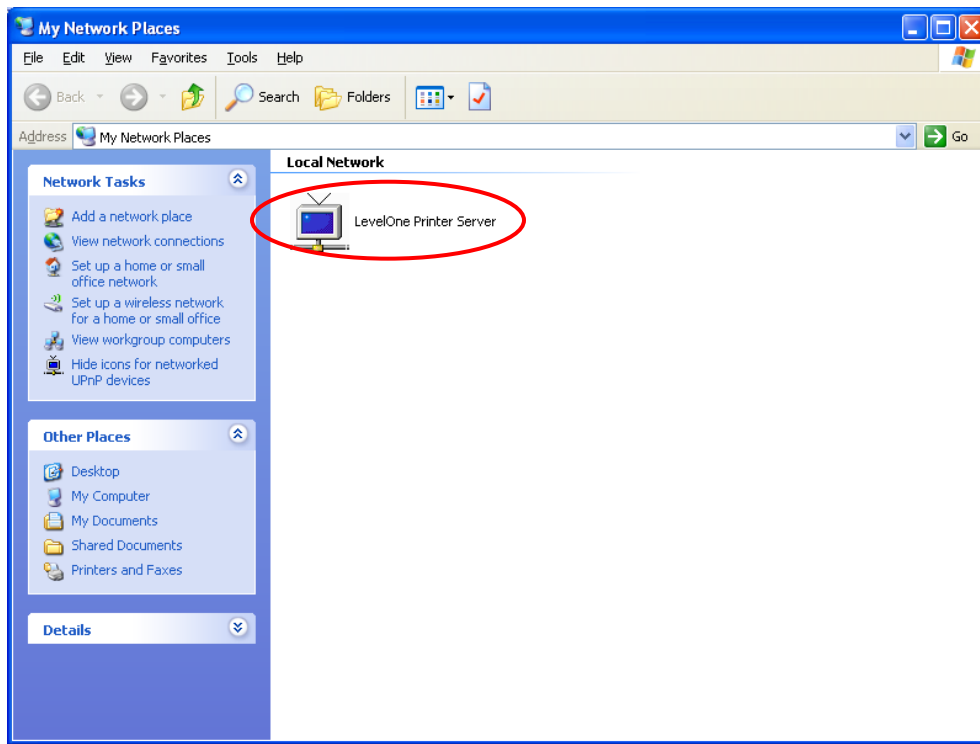 My Network Places
File Edit View Favorites Tools Help
Back Search Folders
Address My Network Places Go
Network Tasks
Add a network place
View network connections
Set up a home or small
office network
Set up a wireless network
for a home or small office
View workgroup computers
Hide icons for networked
UPnP devices
Other Places
Desktop
My Computer
My Documents
Shared Documents
Printers and Faxes
Details
Local Network
LevelOne Printer Server